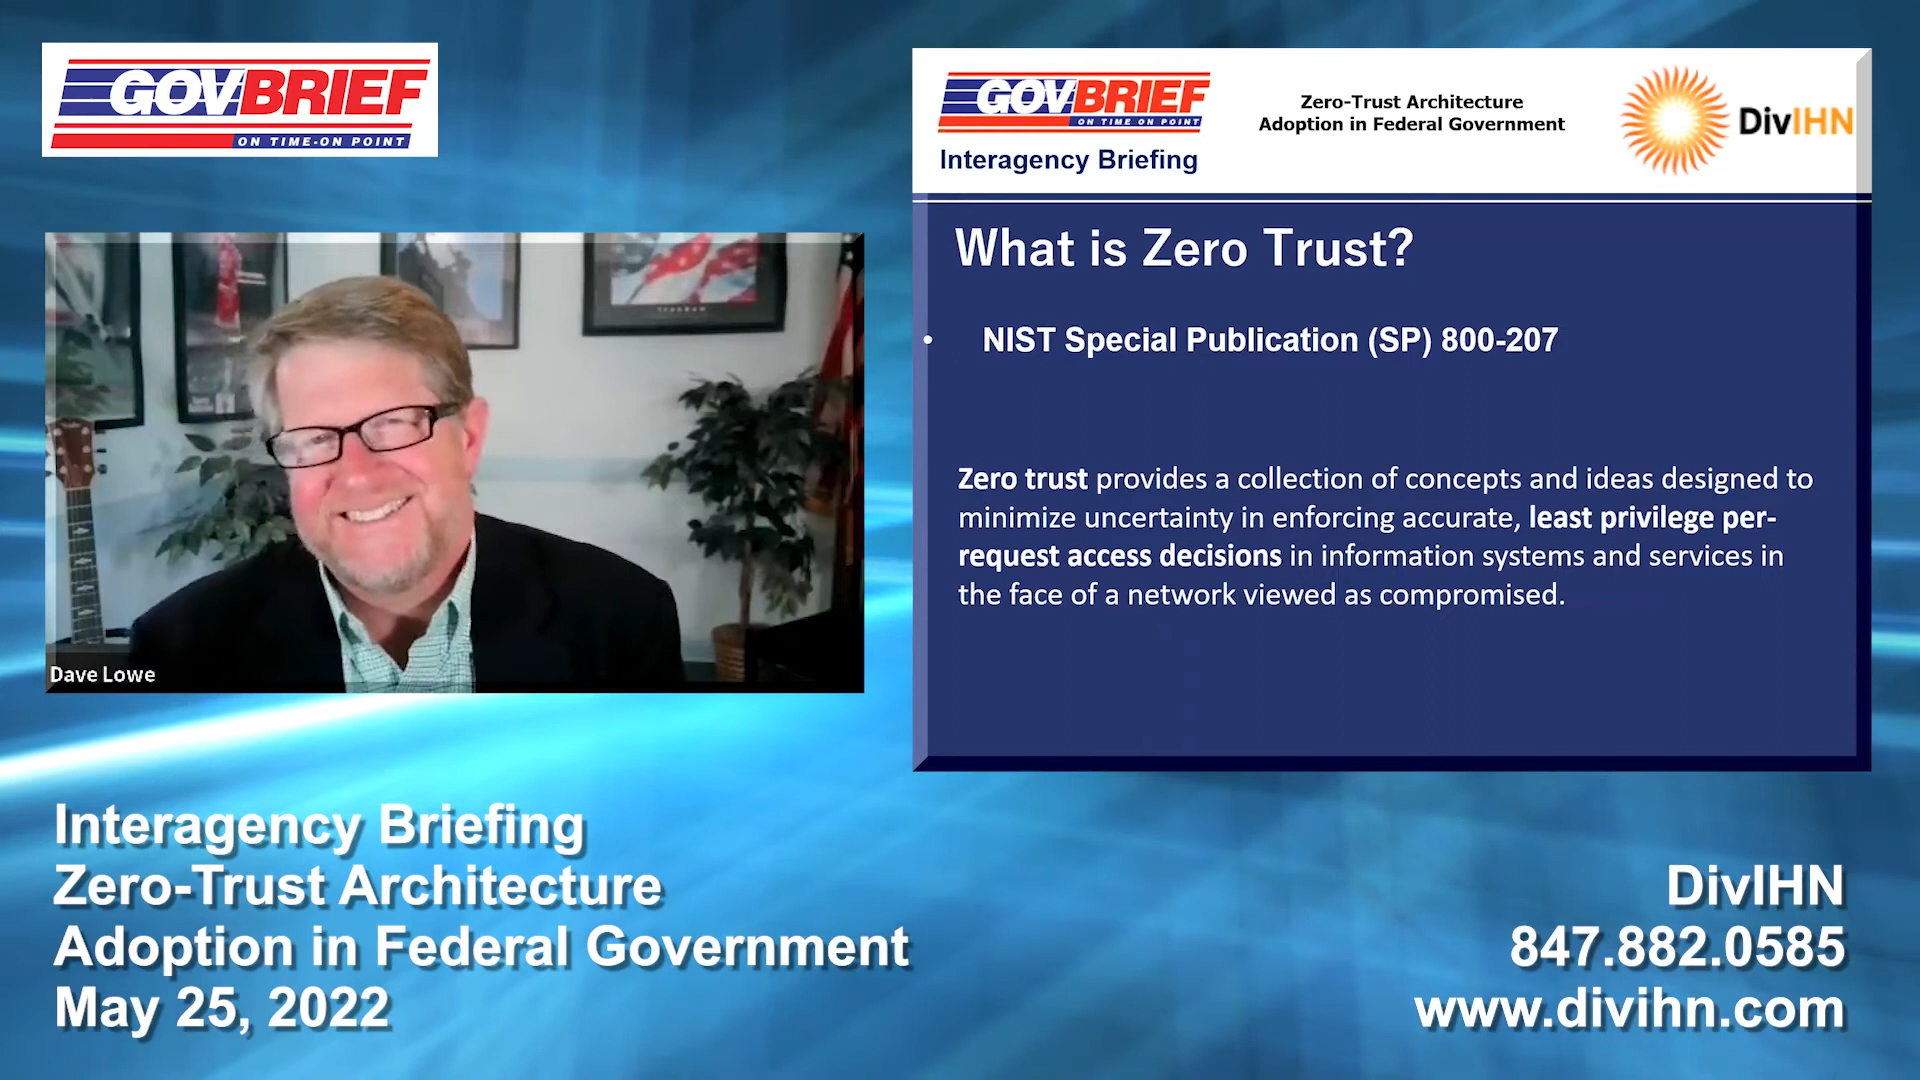 GOVBRIEF
ON TIME-ON POINT
Dave Lowe
GOVBRIEF
ON TIME ON POINT
Interagency Briefing
Zero-Trust Architecture
Adoption in Federal Government
DivIHN
What is Zero Trust?
• NIST Special Publication (SP) 800-207
Zero trust provides a collection of concepts and ideas designed to
minimize uncertainty in enforcing accurate, least privilege per-
request access decisions in information systems and services in
the face of a network viewed as compromised.
Interagency Briefing
Zero-Trust Architecture
Adoption in Federal Government
May 25, 2022
DivIHN
847.882.0585
www.divihn.com